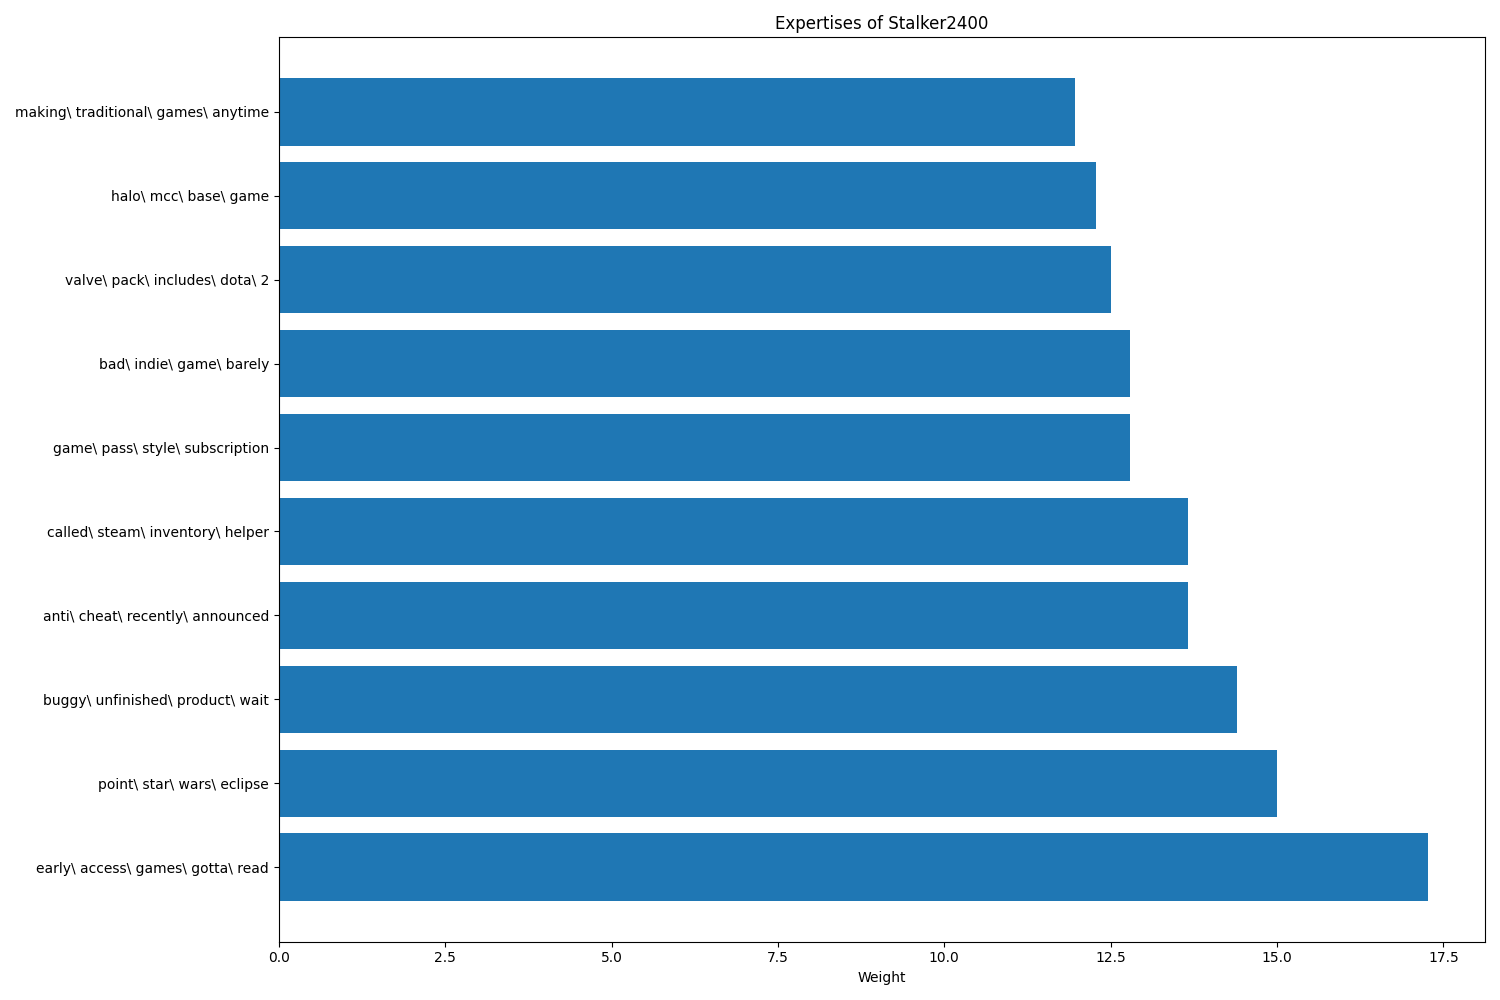 Expertises of Stalker2400
making\ traditional\ games\ anytime
halo\ mcc\ base\ game
valve\ pack\ includes\ dota\ 2
bad\ indie\ game\ barely
game\ pass\ style\ subscription
called\ steam\ inventory\ helper
anti\ cheat\ recently\ announced
buggy\ unfinished\ product\ wait
point\ star\ wars\ eclipse
early\ access\ games\ gotta\ read
0.0 2.5 5.0 7.5 10.0 12.5 15.0 17.5
Weight